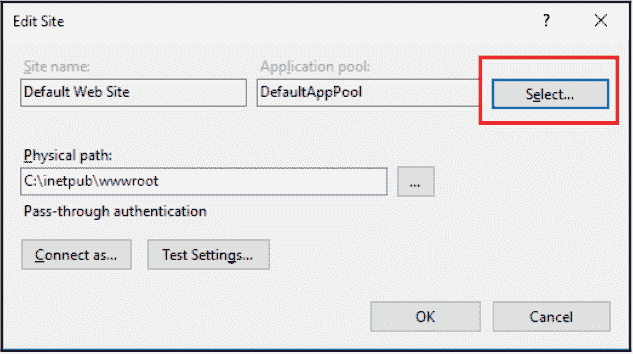 Edit Site ?
Site name: Application pool:
Default Web Site DefaultAppPool Select...
Physical path:
C:\inetpub\wwwroot ...
Pass-through authentication
Connect as... Test Settings...
OK Cancel